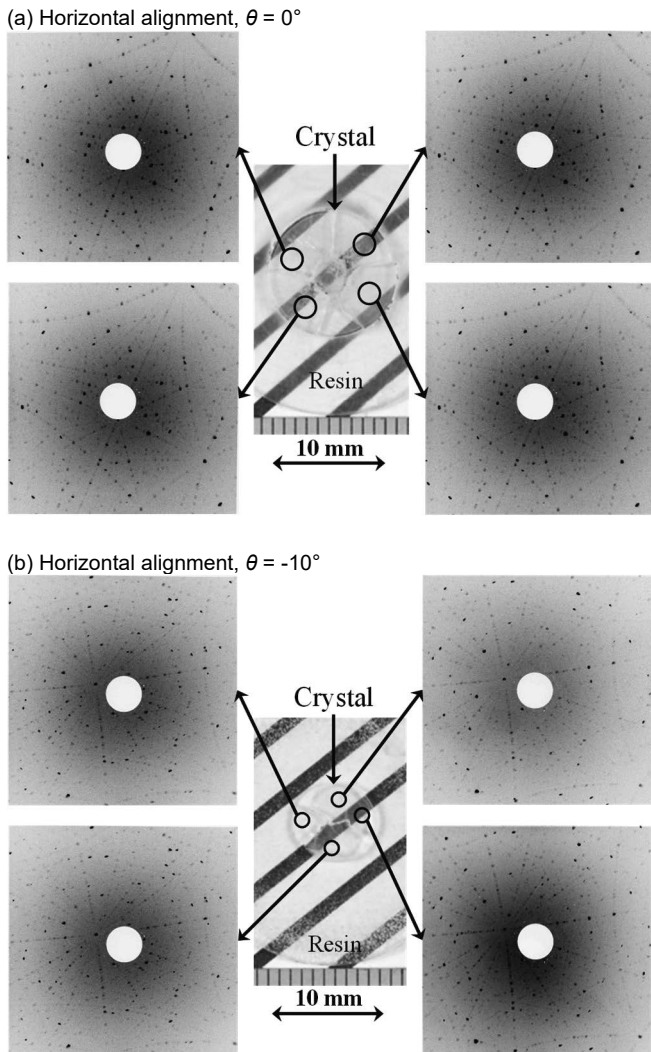 (a) Horizontal alignment, θ = 0°
Crystal
Resin
10 mm
(b) Horizontal alignment, θ = -10°
Crystal
Resin
10 mm